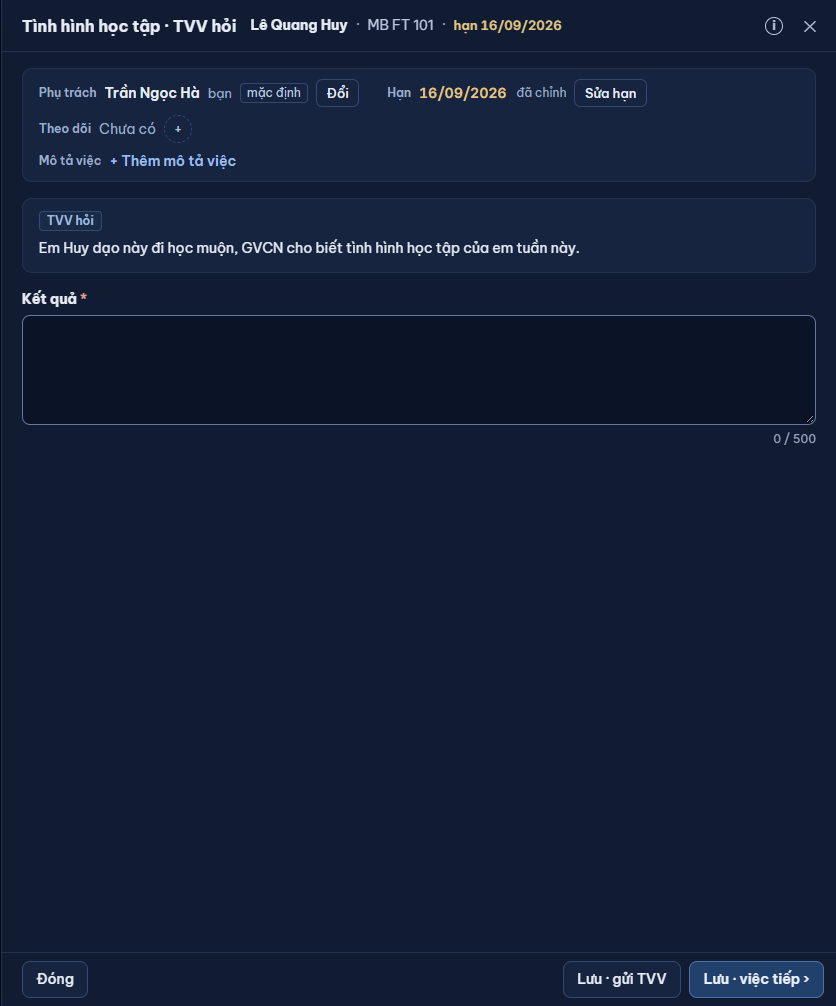 Tình hình học tập · TVV hỏi Lê Quang Huy · MB FT 101 · hạn 16/09/2026
Phụ trách Trần Ngọc Hà bạn mặc định Đổi Hạn 16/09/2026 đã chỉnh Sửa hạn
Theo dõi Chưa có +
Mô tả việc + Thêm mô tả việc
TVV hỏi
Em Huy dạo này đi học muộn, GVCN cho biết tình hình học tập của em tuần này.
Kết quả *
0 / 500
Đóng Lưu · gửi TVV Lưu · việc tiếp ›